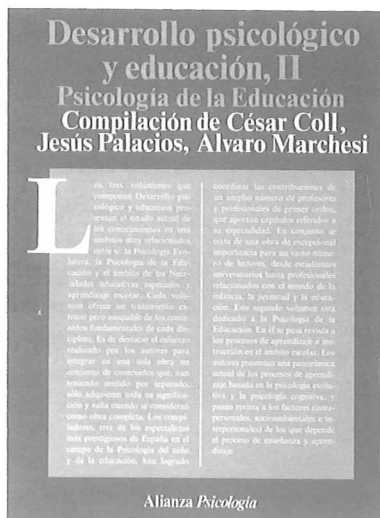 Desarrollo psicológico
y educación, II
Psicología de la Educación
Compilación de César Coll,
Jesús Palacios, Alvaro Marchesi
Los tres volúmenes que
componen Desarrollo psi-
cológico y educación pre-
sentan el estado actual de
los conocimientos en tres
ámbitos muy relacionados
entre sí: la Psicología Evo-
lutiva, la Psicología de la Edu-
cación y el ámbito de las Nece-
sidades educativas especiales y
aprendizaje escolar. Cada volu-
men ofrece un tratamiento ex-
tenso pero asequible de los conte-
nidos fundamentales de cada dis-
ciplina. Es de destacar el esfuerzo
realizado por los autores para
integrar en una sola obra un
conjunto de contenidos que, aun
teniendo sentido por separado,
sólo adquieren toda su significa-
ción y valía cuando se consideran
como obra completa. Los compi-
ladores, tres de los especialistas
más prestigiosos de España en el
campo de la Psicología del niño
y de la educación, han logrado
coordinar las contribuciones de
un amplio número de profesores
y profesionales de primer orden,
que aportan capítulos referidos a
su especialidad. En conjunto se
trata de una obra de excepcional
importancia para un vasto núme-
ro de lectores, desde estudiantes
universitarios hasta profesionales
relacionados con el mundo de la
infancia, la juventud y la educa-
ción. Este segundo volumen está
dedicado a la Psicología de la
Educación. En él se pasa revista a
los procesos de aprendizaje e ins-
trucción en el ámbito escolar. Los
autores presentan una panorámica
actual de los procesos de aprendi-
zaje basada en la psicología evolu-
tiva y la psicología cognitiva, y
pasan revista a los factores (intra-
personales, socioambientales e
interpersonales) de los que depende
el proceso de enseñanza y apren-
dizaje.
Alianza Psicología